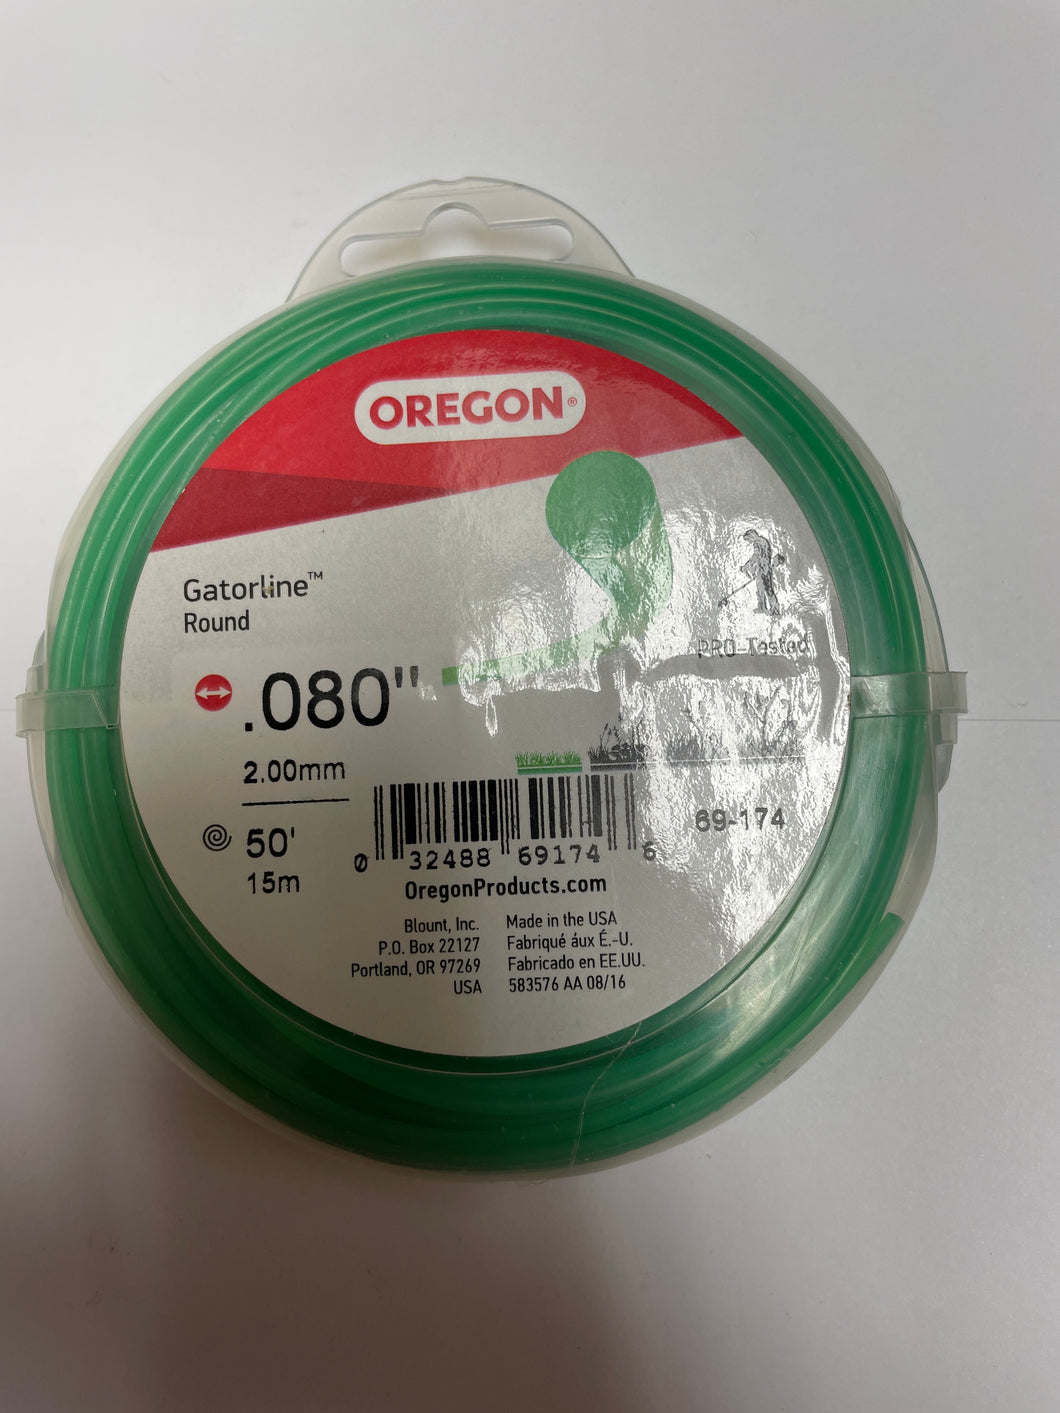 OREGON®
Gatorline™
Round
PRO-Tested
.080"
2.00mm
50'
15m
69-174
0 32488 69174 6
OregonProducts.com
Blount, Inc.
P.O. Box 22127
Portland, OR 97269
USA
Made in the USA
Fabriqué áux É.-U.
Fabricado en EE.UU.
583576 AA 08/16